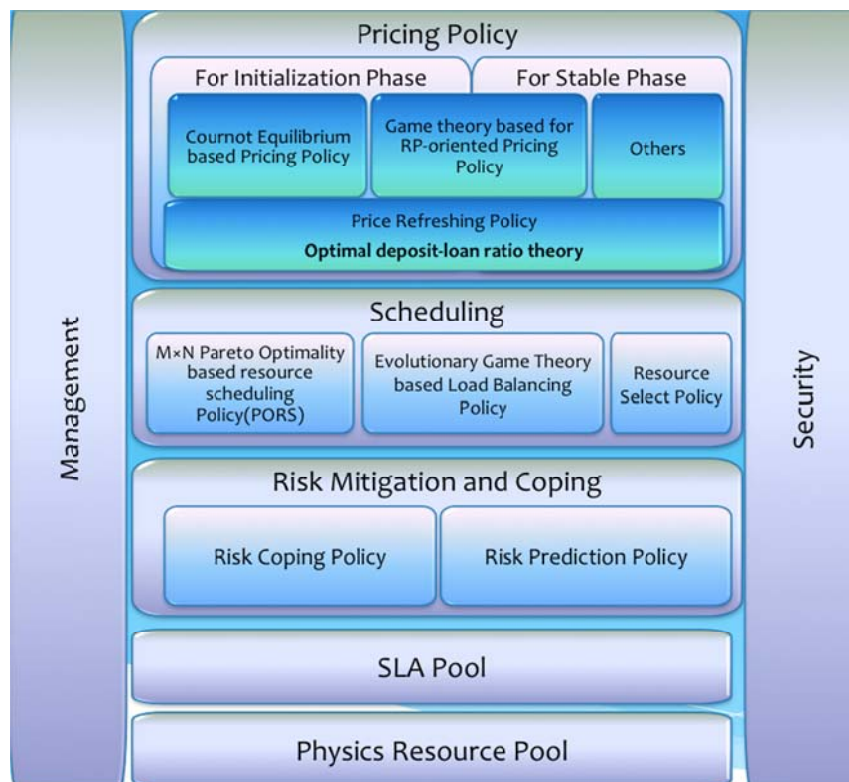 Pricing Policy
For Initialization Phase
For Stable Phase
Cournot Equilibrium
based Pricing Policy
Game theory based for
RP-oriented Pricing
Policy
Others
Price Refreshing Policy
Optimal deposit-loan ratio theory
Management
Scheduling
M×N Pareto Optimality
based resource
scheduling
Policy(PORS)
Evolutionary Game Theory
based Load Balancing
Policy
Resource
Select Policy
Security
Risk Mitigation and Coping
Risk Coping Policy
Risk Prediction Policy
SLA Pool
Physics Resource Pool